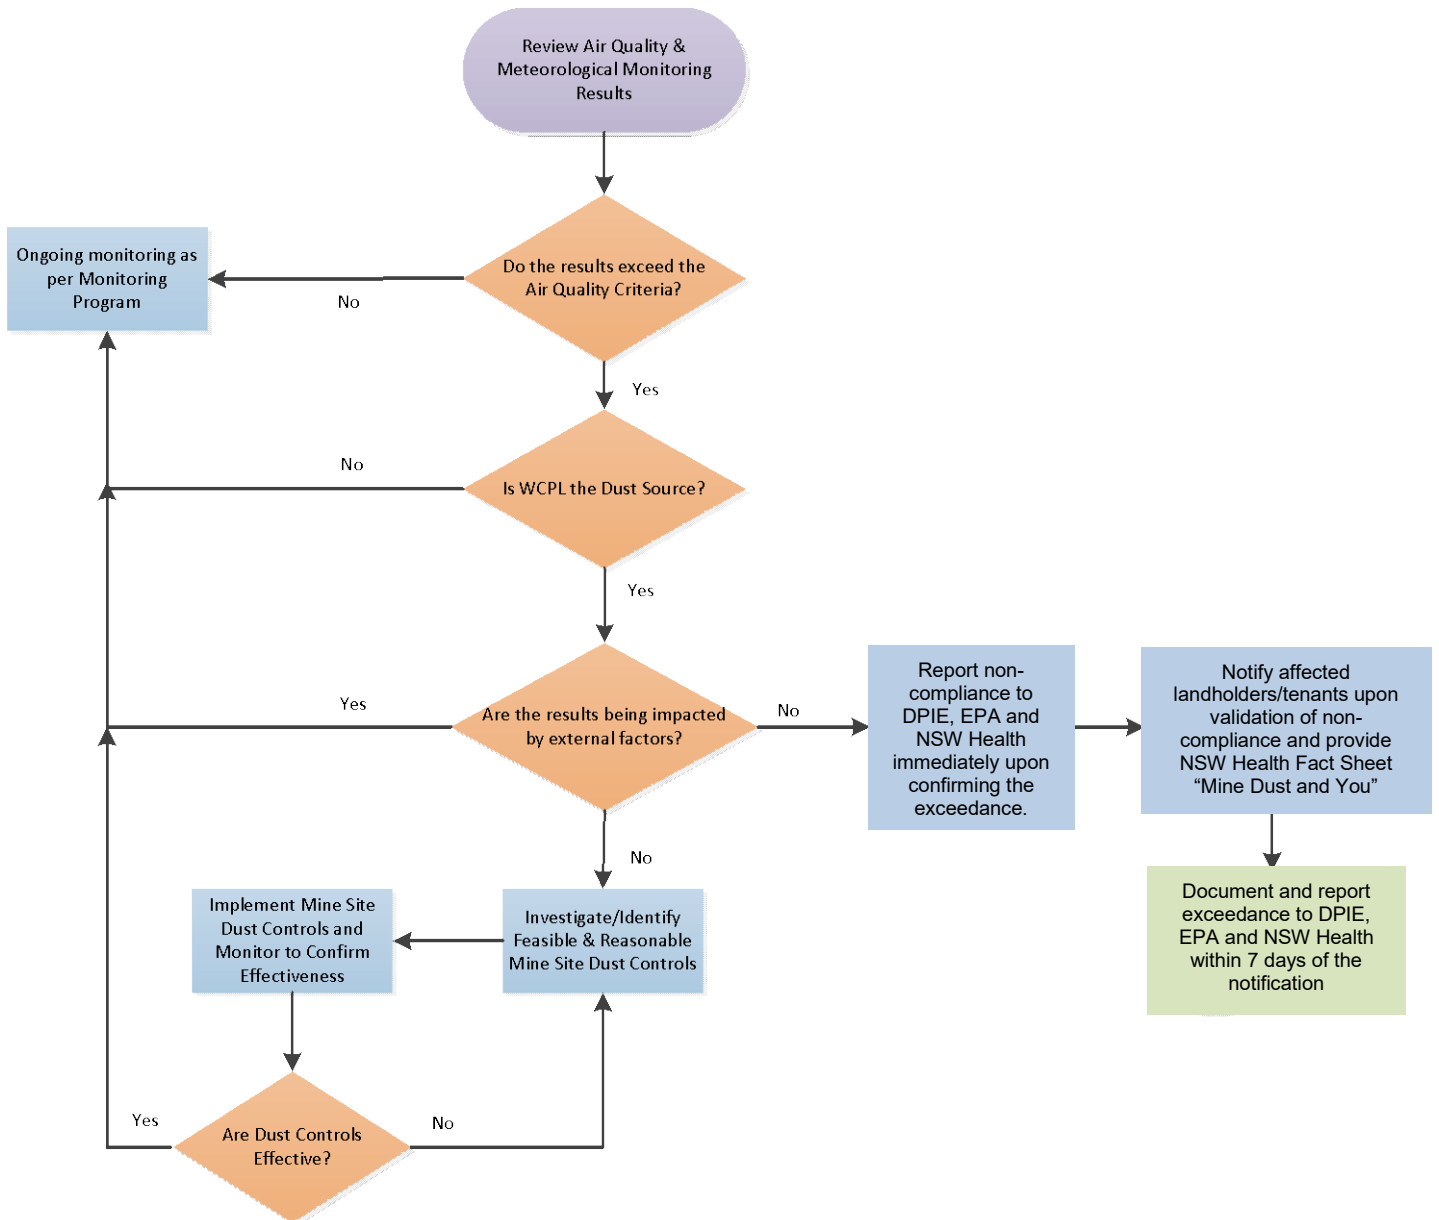 Review Air Quality &
Meteorological Monitoring
Results
Ongoing monitoring as
per Monitoring
Program
No
Do the results exceed the
Air Quality Criteria?
Yes
No
Is WCPL the Dust Source?
Yes
Yes
Are the results being impacted
by external factors?
No
Report non-
compliance to
DPIE, EPA and
NSW Health
immediately upon
confirming the
exceedance.
Notify affected
landholders/tenants upon
validation of non-
compliance and provide
NSW Health Fact Sheet
“Mine Dust and You”
No
Implement Mine Site
Dust Controls and
Monitor to Confirm
Effectiveness
Investigate/Identify
Feasible & Reasonable
Mine Site Dust Controls
Document and report
exceedance to DPIE,
EPA and NSW Health
within 7 days of the
notification
Yes
Are Dust Controls
Effective?
No